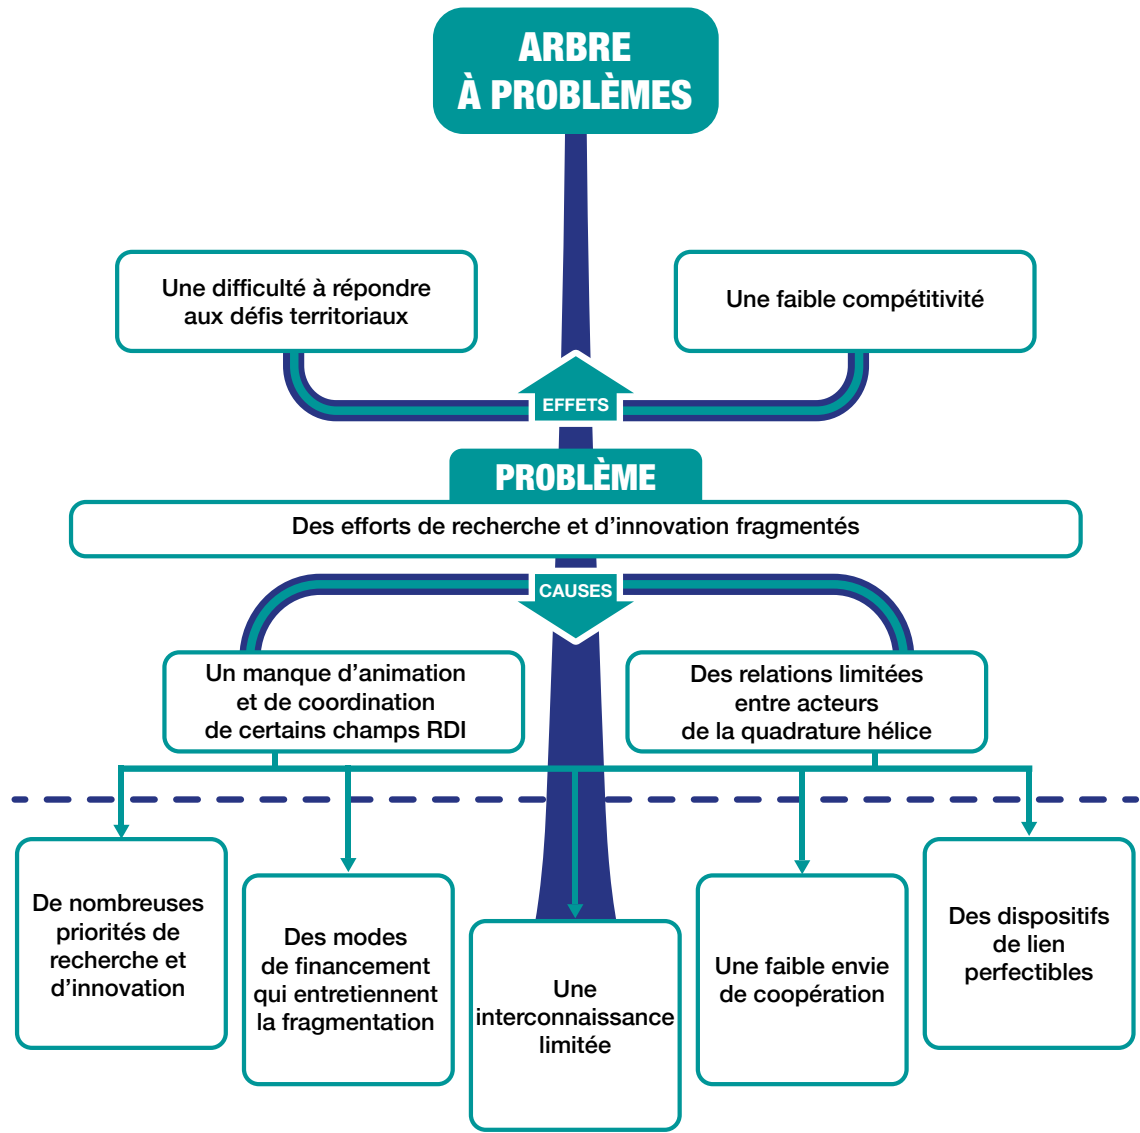 ARBRE
À PROBLÈMES
Une difficulté à répondre
aux défis territoriaux
Une faible compétitivité
EFFETS
PROBLÈME
Des efforts de recherche et d’innovation fragmentés
CAUSES
Un manque d’animation
et de coordination
de certains champs RDI
Des relations limitées
entre acteurs
de la quadrature hélice
De nombreuses
priorités de
recherche et
d’innovation
Des modes
de financement
qui entretiennent
la fragmentation
Une
interconnaissance
limitée
Une faible envie
de coopération
Des dispositifs
de lien
perfectibles